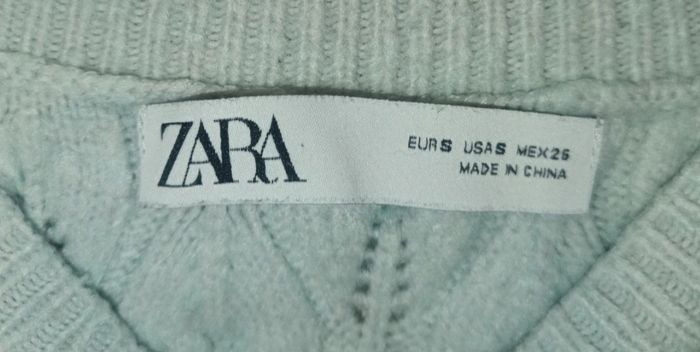 ZARA
EUR S USA S MEX 26
MADE IN CHINA